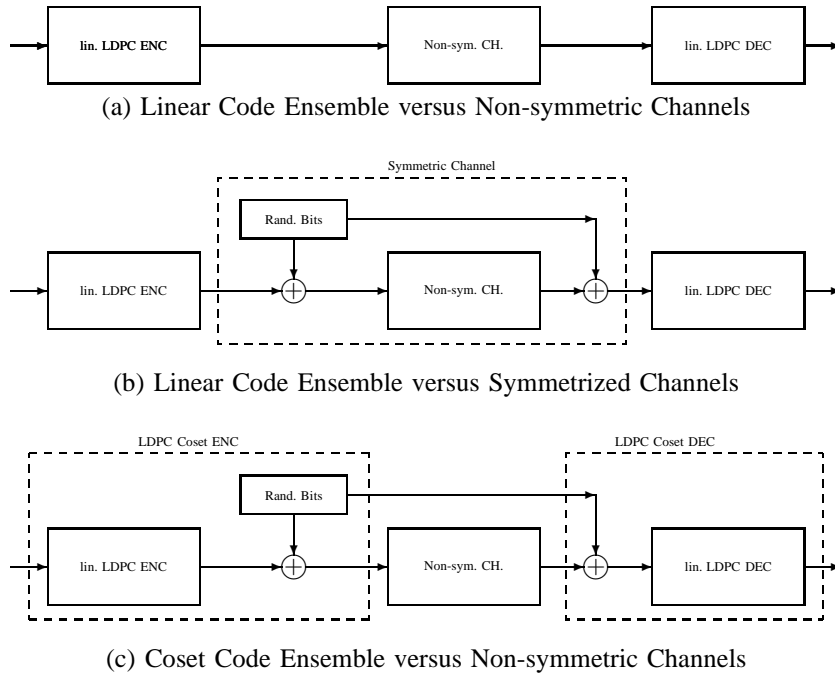 lin. LDPC ENC
Non-sym. CH.
lin. LDPC DEC
(a) Linear Code Ensemble versus Non-symmetric Channels
Symmetric Channel
Rand. Bits
lin. LDPC ENC
Non-sym. CH.
lin. LDPC DEC
(b) Linear Code Ensemble versus Symmetrized Channels
LDPC Coset ENC
LDPC Coset DEC
Rand. Bits
lin. LDPC ENC
Non-sym. CH.
lin. LDPC DEC
(c) Coset Code Ensemble versus Non-symmetric Channels